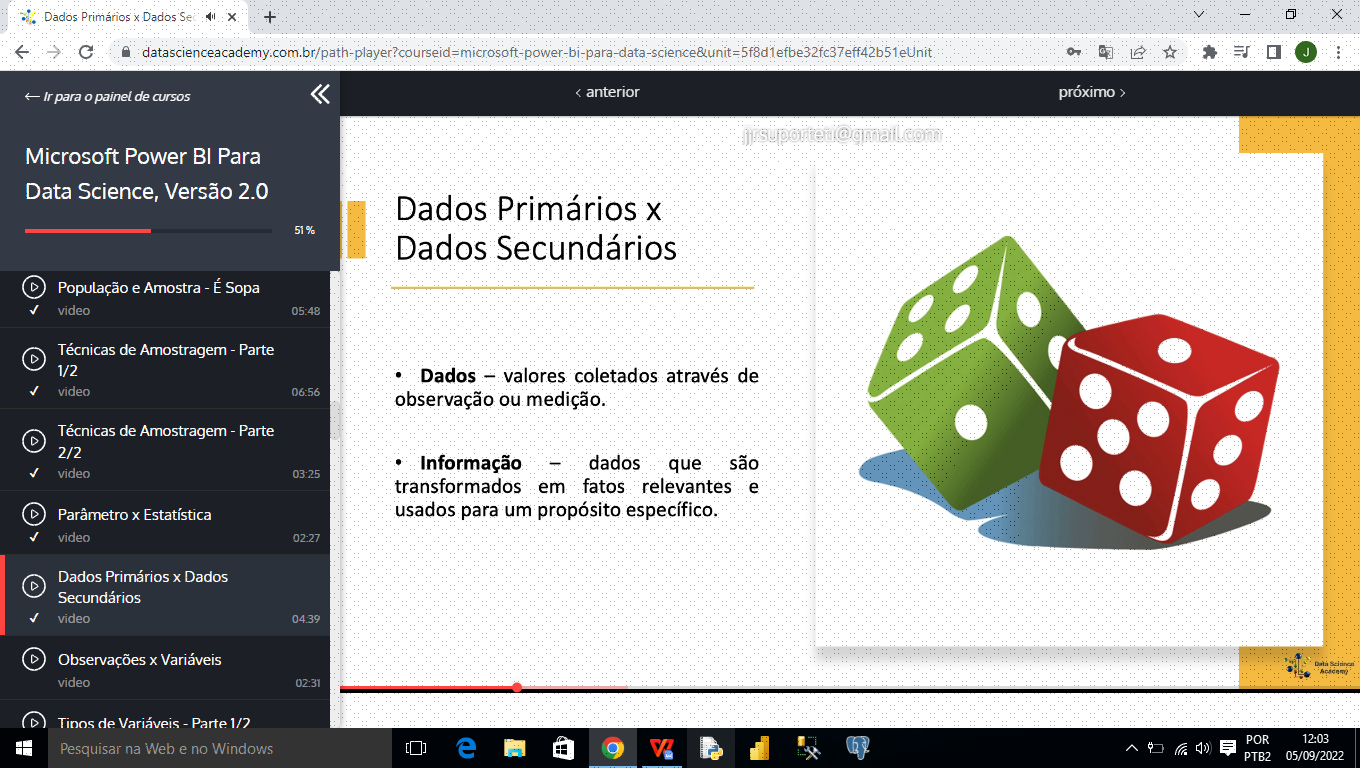 Dados Primários x Dados Sec
datascienceacademy.com.br/path-player?courseid=microsoft-power-bi-para-data-science&unit=5f8d1efbe32fc37eff42b51eUnit
J
← Ir para o painel de cursos
‹ anterior
próximo ›
jjrsuporteti@gmail.com
Microsoft Power BI Para
Data Science, Versão 2.0
51%
População e Amostra - É Sopa
video 05:48
Técnicas de Amostragem - Parte
1/2
video 06:56
Técnicas de Amostragem - Parte
2/2
video 03:25
Parâmetro x Estatística
video 02:27
Dados Primários x Dados
Secundários
video 04:39
Observações x Variáveis
video 02:31
Tipos de Variáveis - Parte 1/2
Dados Primários x
Dados Secundários
• Dados – valores coletados através de
observação ou medição.
• Informação – dados que são
transformados em fatos relevantes e
usados para um propósito específico.
Data Science
Academy
Pesquisar na Web e no Windows
POR
PTB2
12:03
05/09/2022